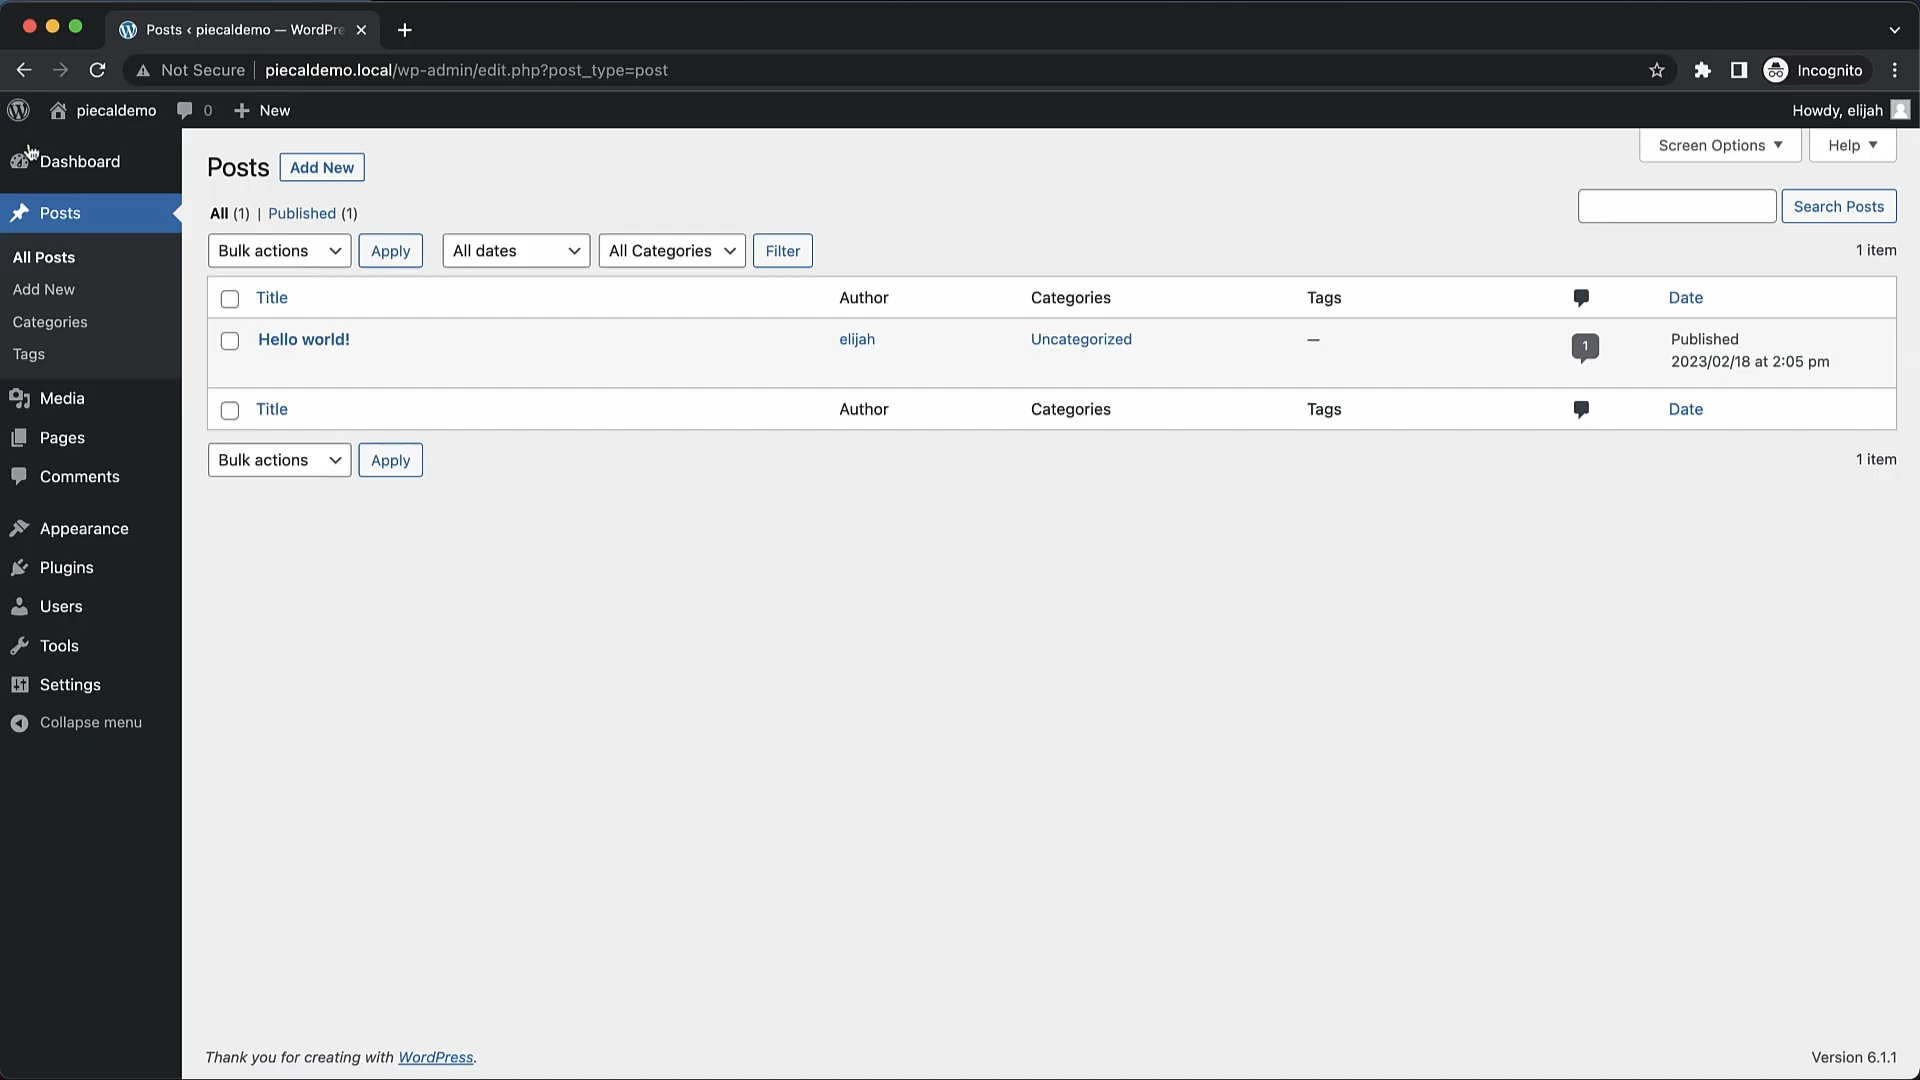 Posts ‹ piecaldemo — WordPre
Not Secure piecaldemo.local/wp-admin/edit.php?post_type=post Incognito
piecaldemo 0 New Howdy, elijah
Dashboard
Posts
All Posts
Add New
Categories
Tags
Media
Pages
Comments
Appearance
Plugins
Users
Tools
Settings
Collapse menu
Screen Options Help
Posts Add New
All (1) | Published (1)
Search Posts
Bulk actions Apply All dates All Categories Filter 1 item
Title Author Categories Tags Date
Hello world! elijah Uncategorized — 1 Published
2023/02/18 at 2:05 pm
Title Author Categories Tags Date
Bulk actions Apply 1 item
Thank you for creating with WordPress. Version 6.1.1